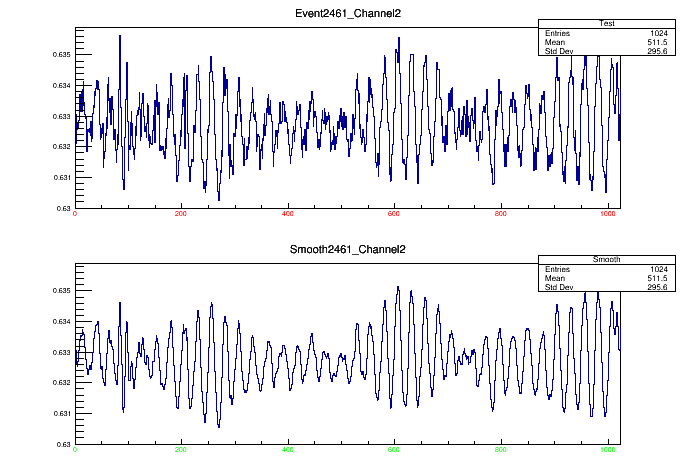 Event2461_Channel2
Test
Entries 1024
Mean 511.5
Std Dev 295.6
0.635
0.634
0.633
0.632
0.631
0.63
0 200 400 600 800 1000
Smooth2461_Channel2
Smooth
Entries 1024
Mean 511.5
Std Dev 295.6
0.635
0.634
0.633
0.632
0.631
0.63
0 200 400 600 800 1000